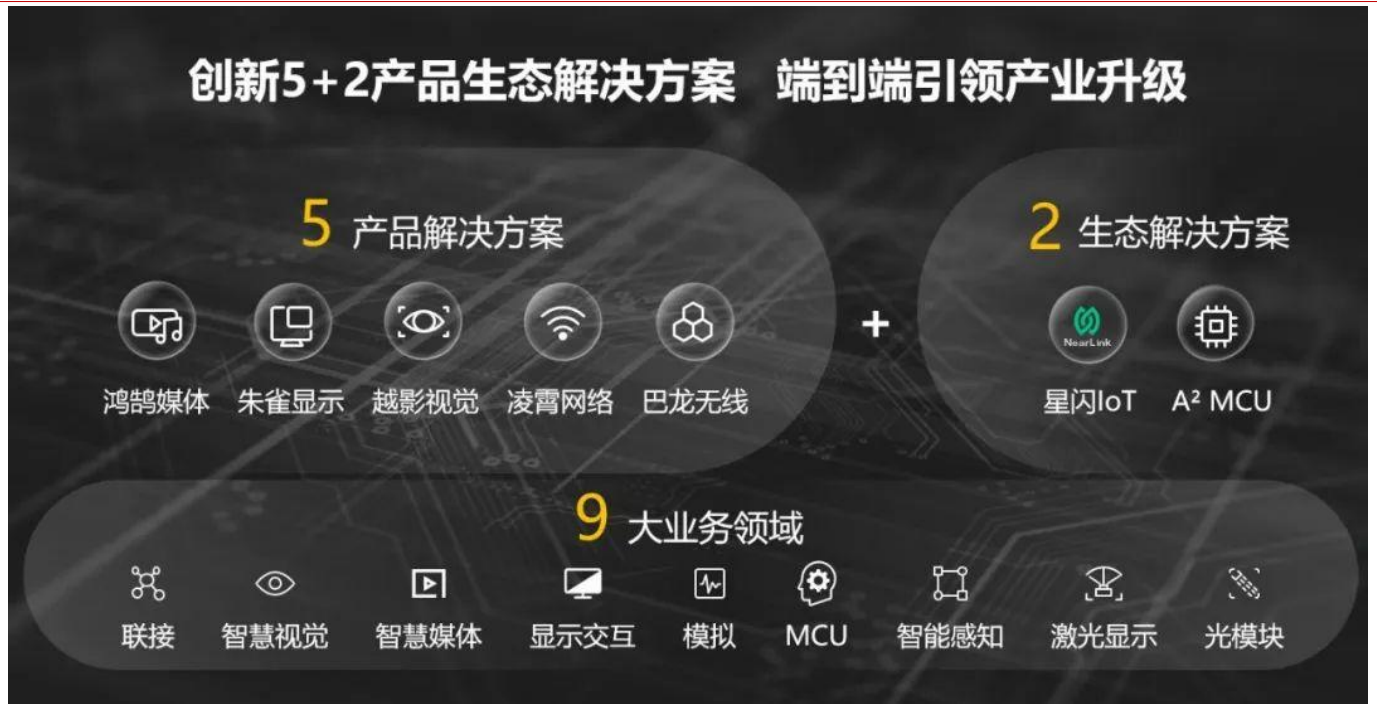 创新5+2产品生态解决方案 端到端引领产业升级
5 产品解决方案
鸿鹄媒体 朱雀显示 越影视觉 凌霄网络 巴龙无线
+
2 生态解决方案
NearLink
星闪IoT A² MCU
9 大业务领域
联接 智慧视觉 智慧媒体 显示交互 模拟 MCU 智能感知 激光显示 光模块